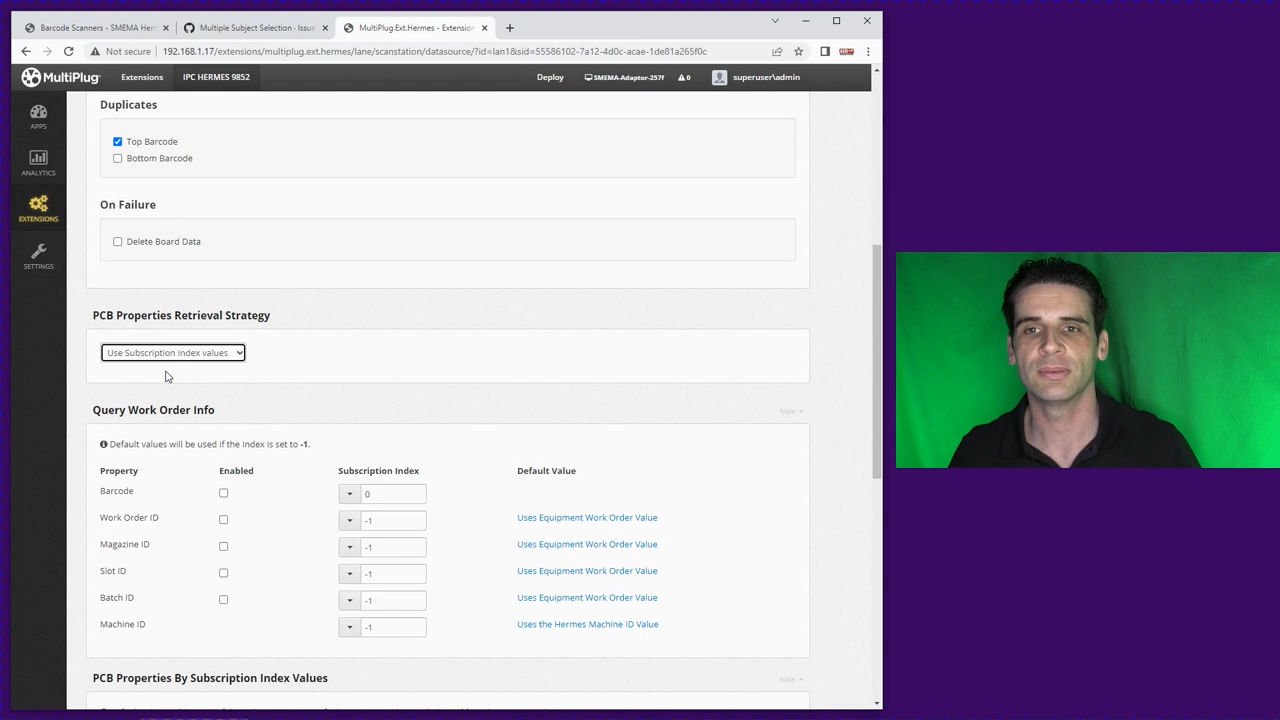 Barcode Scanners – SMEMA Her
Multiple Subject Selection · Issue
MultiPlug.Ext.Hermes - Extension
Not secure
192.168.1.17/extensions/multiplug.ext.hermes/lane/scanstation/datasource/?id=lan1&sid=55586102-7a12-4d0c-acae-1de81a265f0c
MultiPlug
Extensions
IPC HERMES 9852
Deploy
SMEMA-Adaptor-257f
0
superuser\admin
APPS
ANALYTICS
EXTENSIONS
SETTINGS
Duplicates
Top Barcode
Bottom Barcode
On Failure
Delete Board Data
PCB Properties Retrieval Strategy
Use Subscription Index values
Query Work Order Info
hide
Default values will be used if the Index is set to -1.
Property Enabled Subscription Index Default Value
Barcode 0
Work Order ID -1 Uses Equipment Work Order Value
Magazine ID -1 Uses Equipment Work Order Value
Slot ID -1 Uses Equipment Work Order Value
Batch ID -1 Uses Equipment Work Order Value
Machine ID -1 Uses the Hermes Machine ID Value
PCB Properties By Subscription Index Values
hide